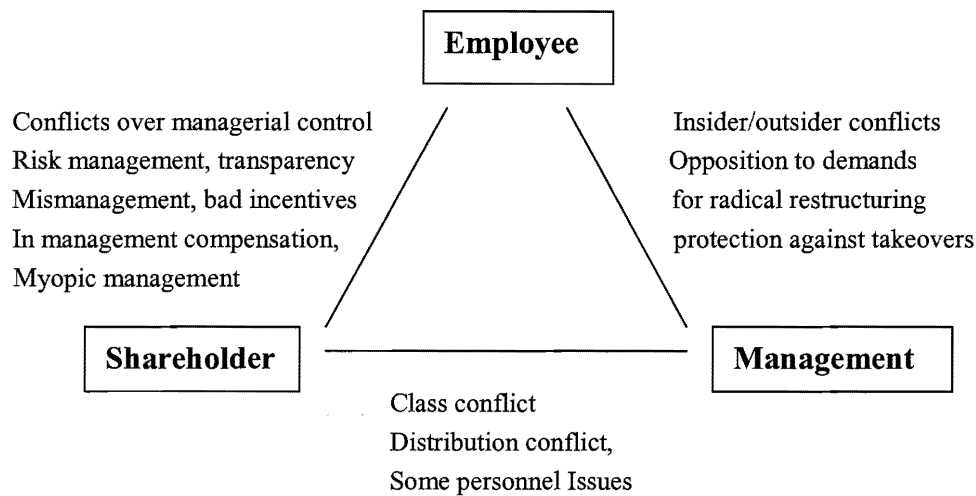 Employee
Conflicts over managerial control
Risk management, transparency
Mismanagement, bad incentives
In management compensation,
Myopic management
Insider/outsider conflicts
Opposition to demands
for radical restructuring
protection against takeovers
Shareholder
Management
Class conflict
Distribution conflict,
Some personnel Issues